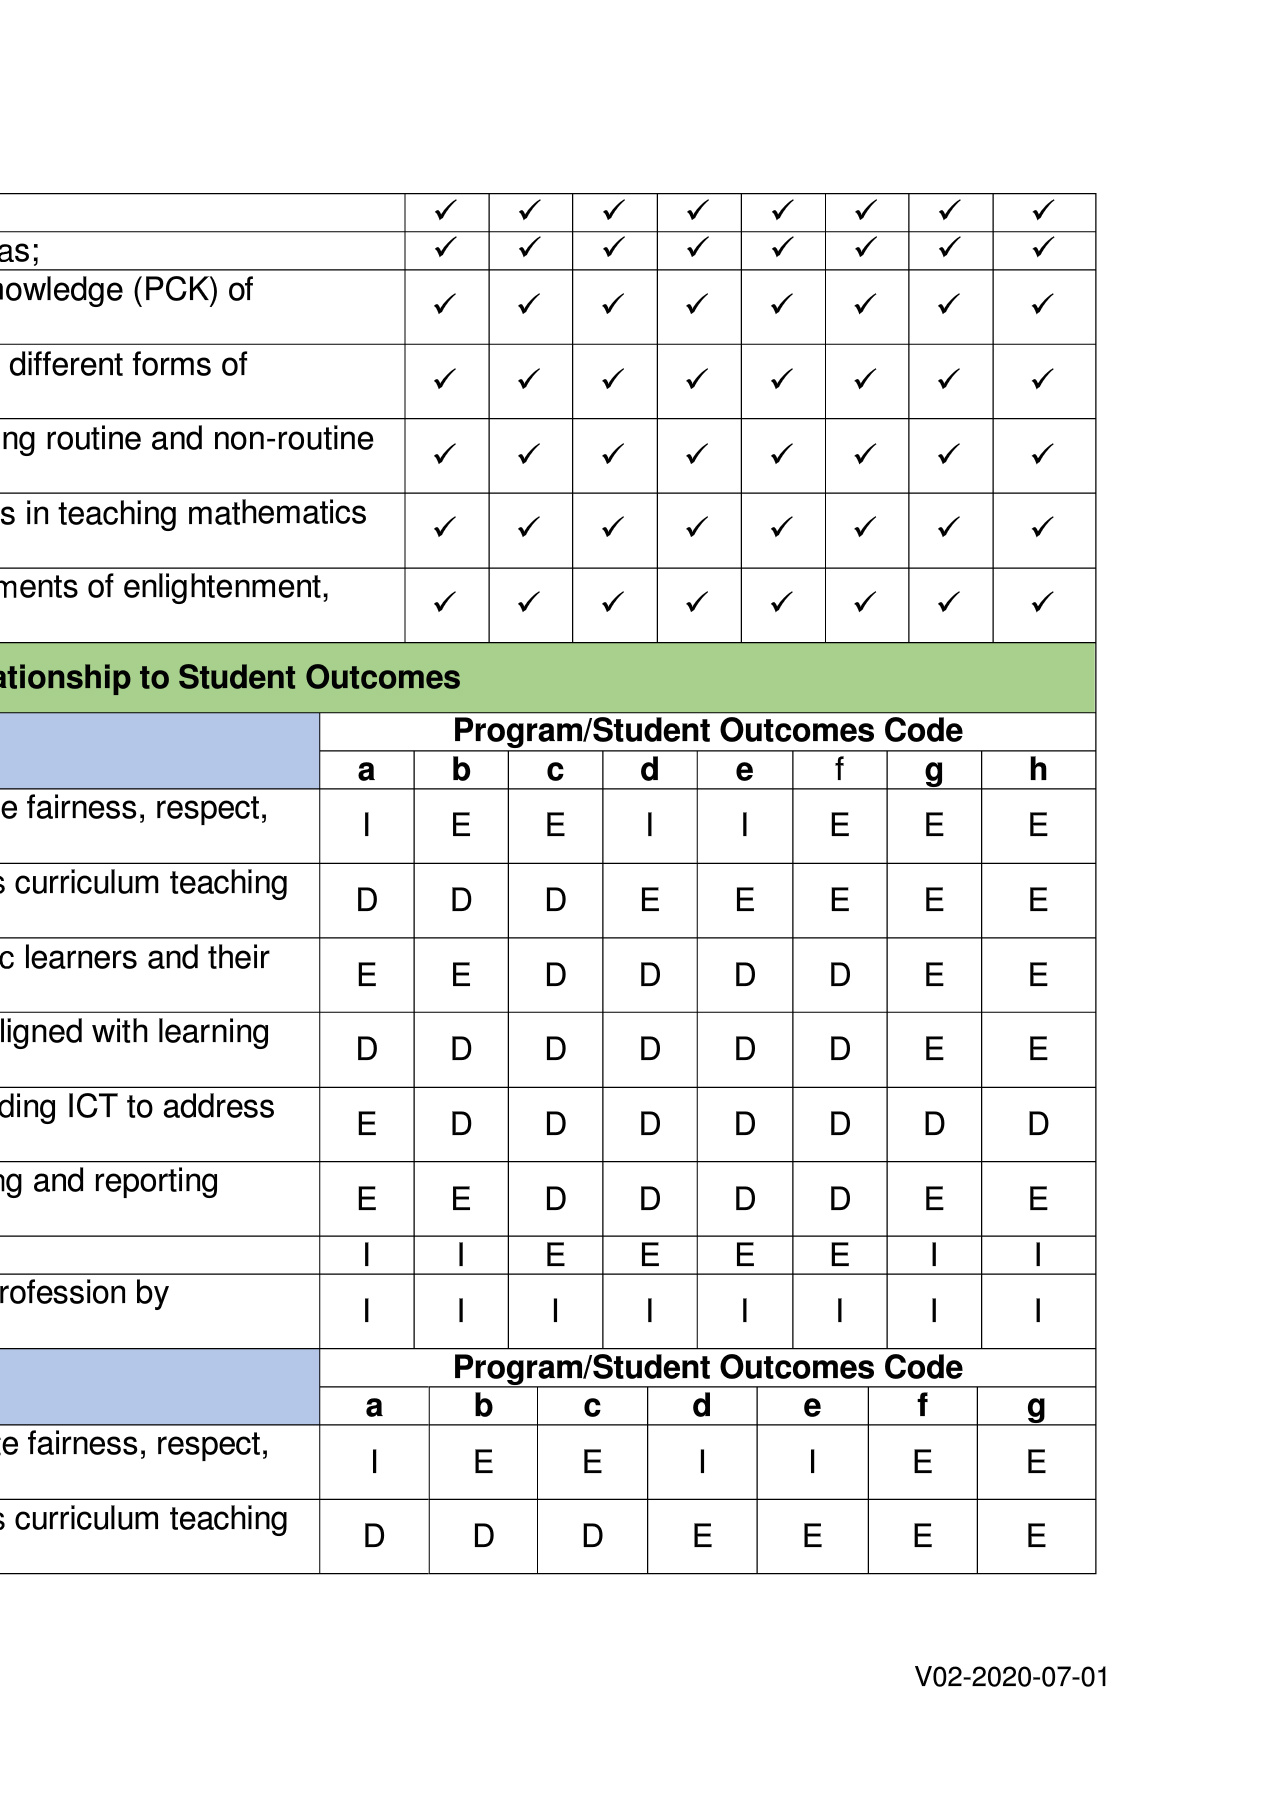 ✓ ✓ ✓ ✓ ✓ ✓ ✓ ✓
as; ✓ ✓ ✓ ✓ ✓ ✓ ✓ ✓
nowledge (PCK) of
✓ ✓ ✓ ✓ ✓ ✓ ✓ ✓
different forms of
✓ ✓ ✓ ✓ ✓ ✓ ✓ ✓
ing routine and non-routine
✓ ✓ ✓ ✓ ✓ ✓ ✓ ✓
s in teaching mathematics
✓ ✓ ✓ ✓ ✓ ✓ ✓ ✓
ments of enlightenment,
✓ ✓ ✓ ✓ ✓ ✓ ✓ ✓
ationship to Student Outcomes
Program/Student Outcomes Code
a b c d e f g h
e fairness, respect,
I E E I I E E E
s curriculum teaching
D D D E E E E E
c learners and their
E E D D D D E E
ligned with learning
D D D D D D E E
ding ICT to address
E D D D D D D D
ng and reporting
E E D D D D E E
I I E E E E I I
rofession by
I I I I I I I I
Program/Student Outcomes Code
a b c d e f g
te fairness, respect,
I E E I I E E
s curriculum teaching
D D D E E E E
V02-2020-07-01